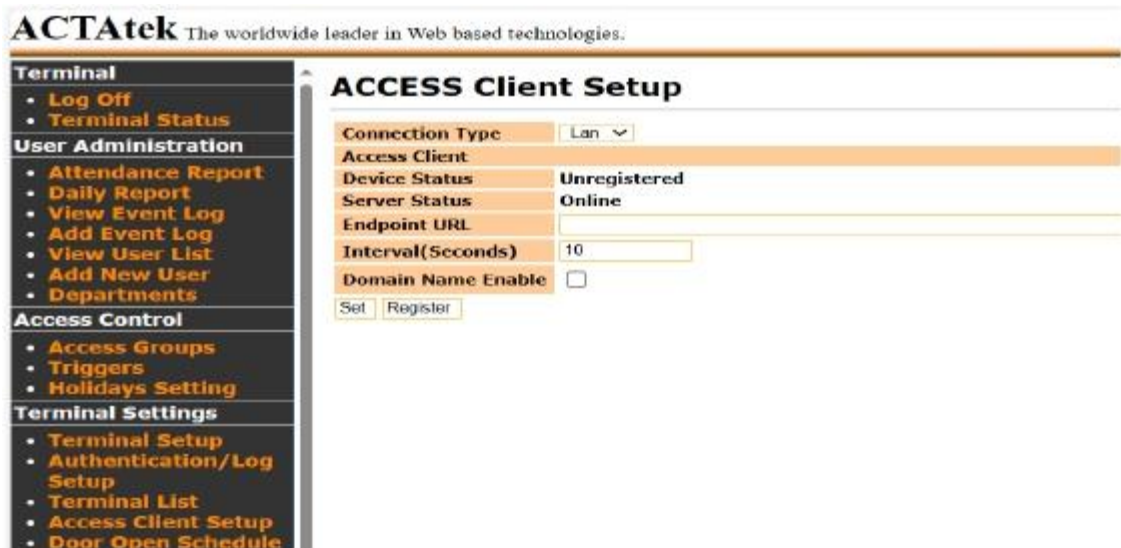 ACTAtek The worldwide leader in Web based technologies.
Terminal
• Log Off
• Terminal Status
User Administration
• Attendance Report
• Daily Report
• View Event Log
• Add Event Log
• View User List
• Add New User
• Departments
Access Control
• Access Groups
• Triggers
• Holidays Setting
Terminal Settings
• Terminal Setup
• Authentication/Log
Setup
• Terminal List
• Access Client Setup
• Door Open Schedule
ACCESS Client Setup
Connection Type Lan
Access Client
Device Status Unregistered
Server Status Online
Endpoint URL
Interval(Seconds) 10
Domain Name Enable
Set Register